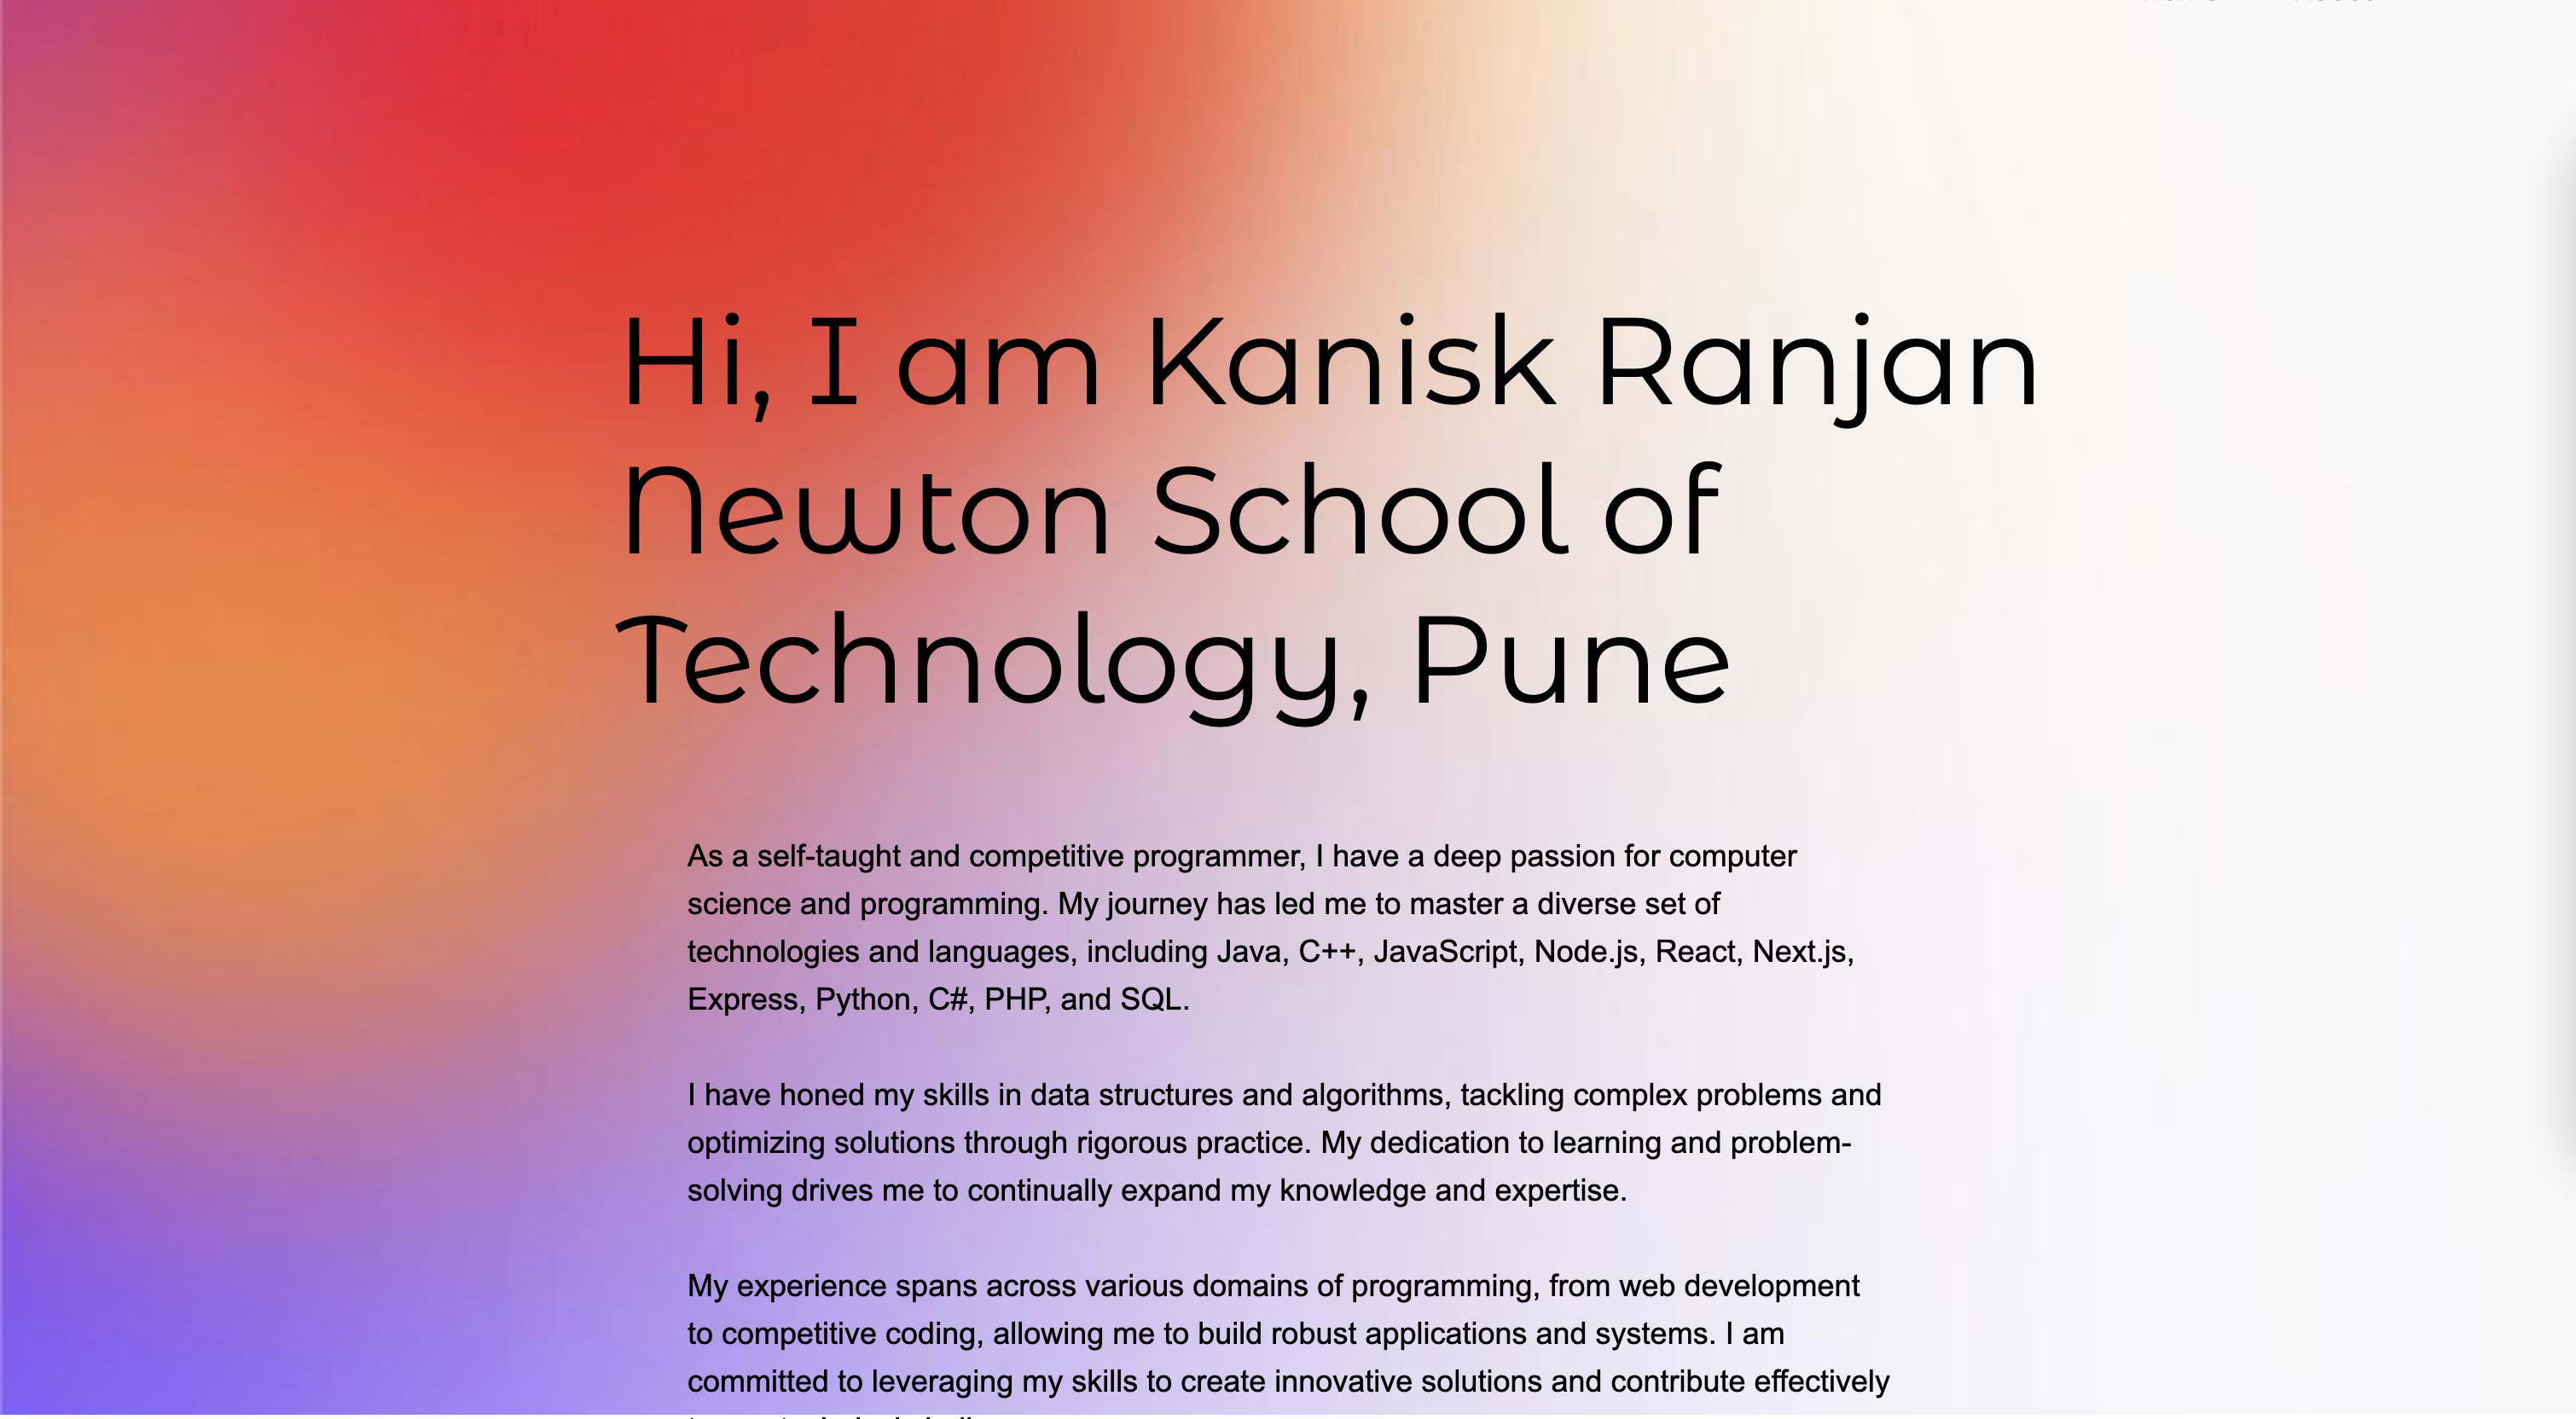 Hi, I am Kanisk Ranjan
Newton School of
Technology, Pune
As a self-taught and competitive programmer, I have a deep passion for computer
science and programming. My journey has led me to master a diverse set of
technologies and languages, including Java, C++, JavaScript, Node.js, React, Next.js,
Express, Python, C#, PHP, and SQL.
I have honed my skills in data structures and algorithms, tackling complex problems and
optimizing solutions through rigorous practice. My dedication to learning and problem-
solving drives me to continually expand my knowledge and expertise.
My experience spans across various domains of programming, from web development
to competitive coding, allowing me to build robust applications and systems. I am
committed to leveraging my skills to create innovative solutions and contribute effectively